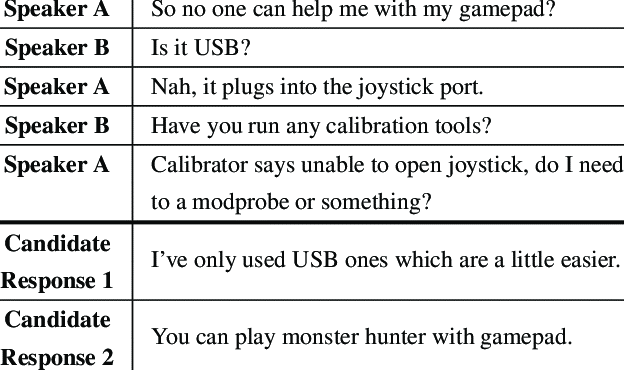 Speaker A So no one can help me with my gamepad?
Speaker B Is it USB?
Speaker A Nah, it plugs into the joystick port.
Speaker B Have you run any calibration tools?
Speaker A Calibrator says unable to open joystick, do I need
to a modprobe or something?
Candidate
Response 1
I've only used USB ones which are a little easier.
Candidate
Response 2
You can play monster hunter with gamepad.